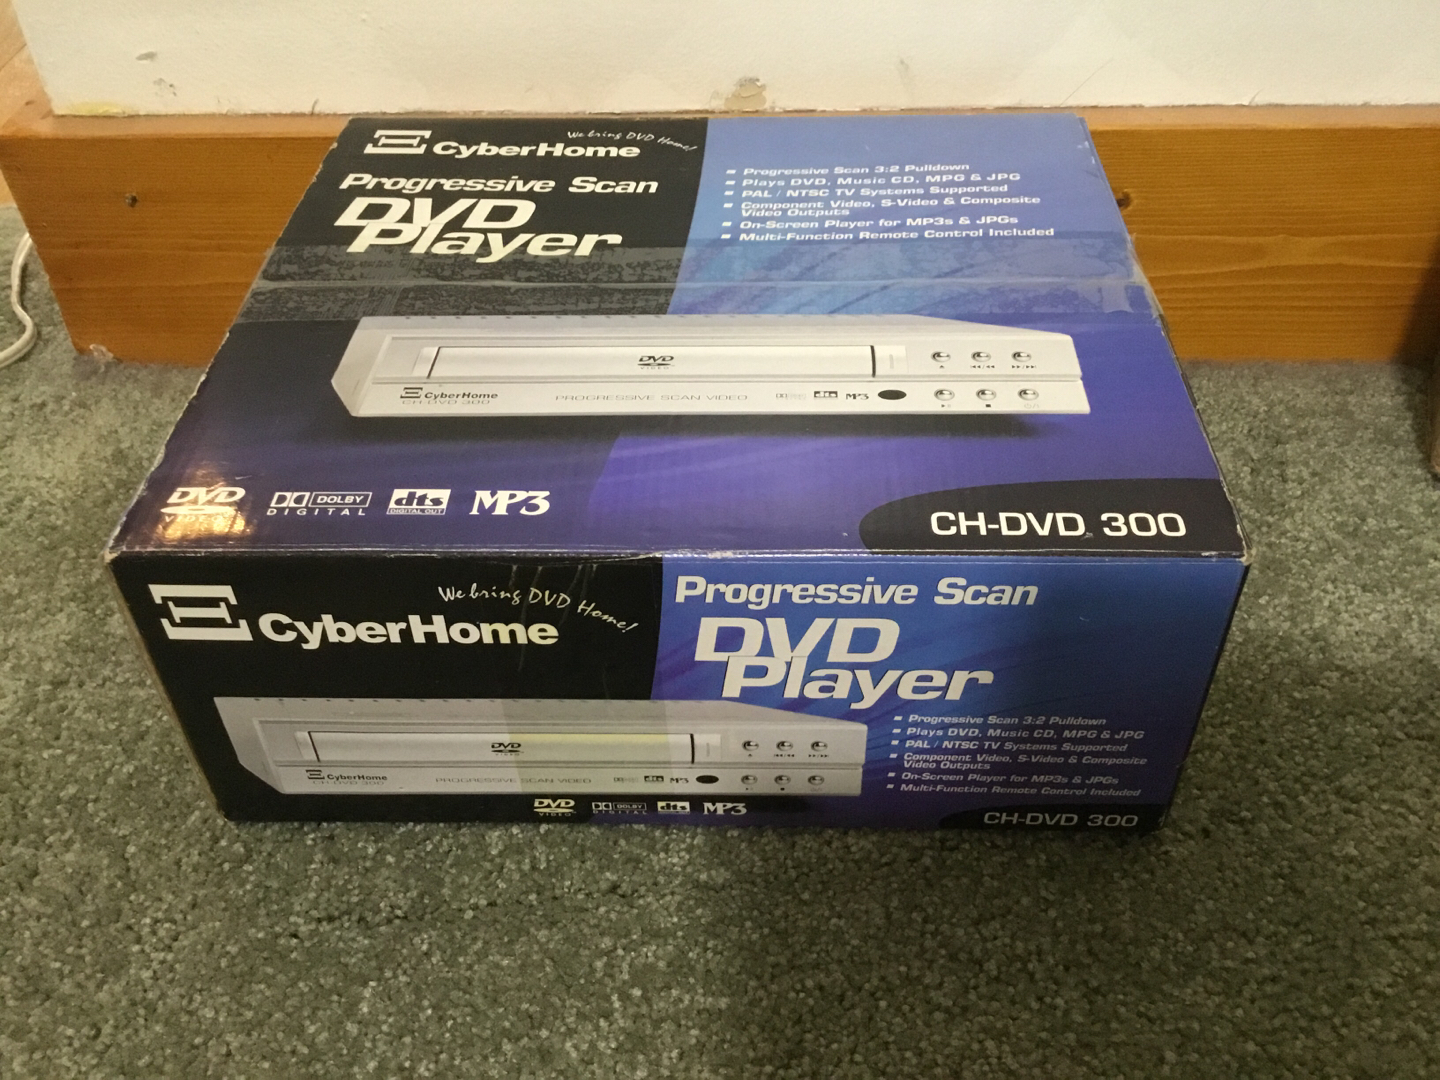 We bring DVD Home!
CyberHome
Progressive Scan
DVD
Player
Progressive Scan 3:2 Pulldown
Plays DVD, Music CD, MPG & JPG
PAL / NTSC TV Systems Supported
Component Video, S-Video & Composite
Video Outputs
On-Screen Player for MP3s & JPGs
Multi-Function Remote Control Included
DVD
VIDEO
CyberHome
CH-DVD 300
PROGRESSIVE SCAN VIDEO
dts
MP3
DVD
VIDEO
DOLBY
DIGITAL
dts
DIGITAL OUT
MP3
CH-DVD 300
We bring DVD Home!
CyberHome
Progressive Scan
DVD
Player
Progressive Scan 3:2 Pulldown
Plays DVD, Music CD, MPG & JPG
PAL / NTSC TV Systems Supported
Component Video, S-Video & Composite
Video Outputs
On-Screen Player for MP3s & JPGs
Multi-Function Remote Control Included
DVD
VIDEO
CyberHome
CH-DVD 300
PROGRESSIVE SCAN VIDEO
dts
MP3
DVD
VIDEO
DOLBY
DIGITAL
dts
MP3
CH-DVD 300